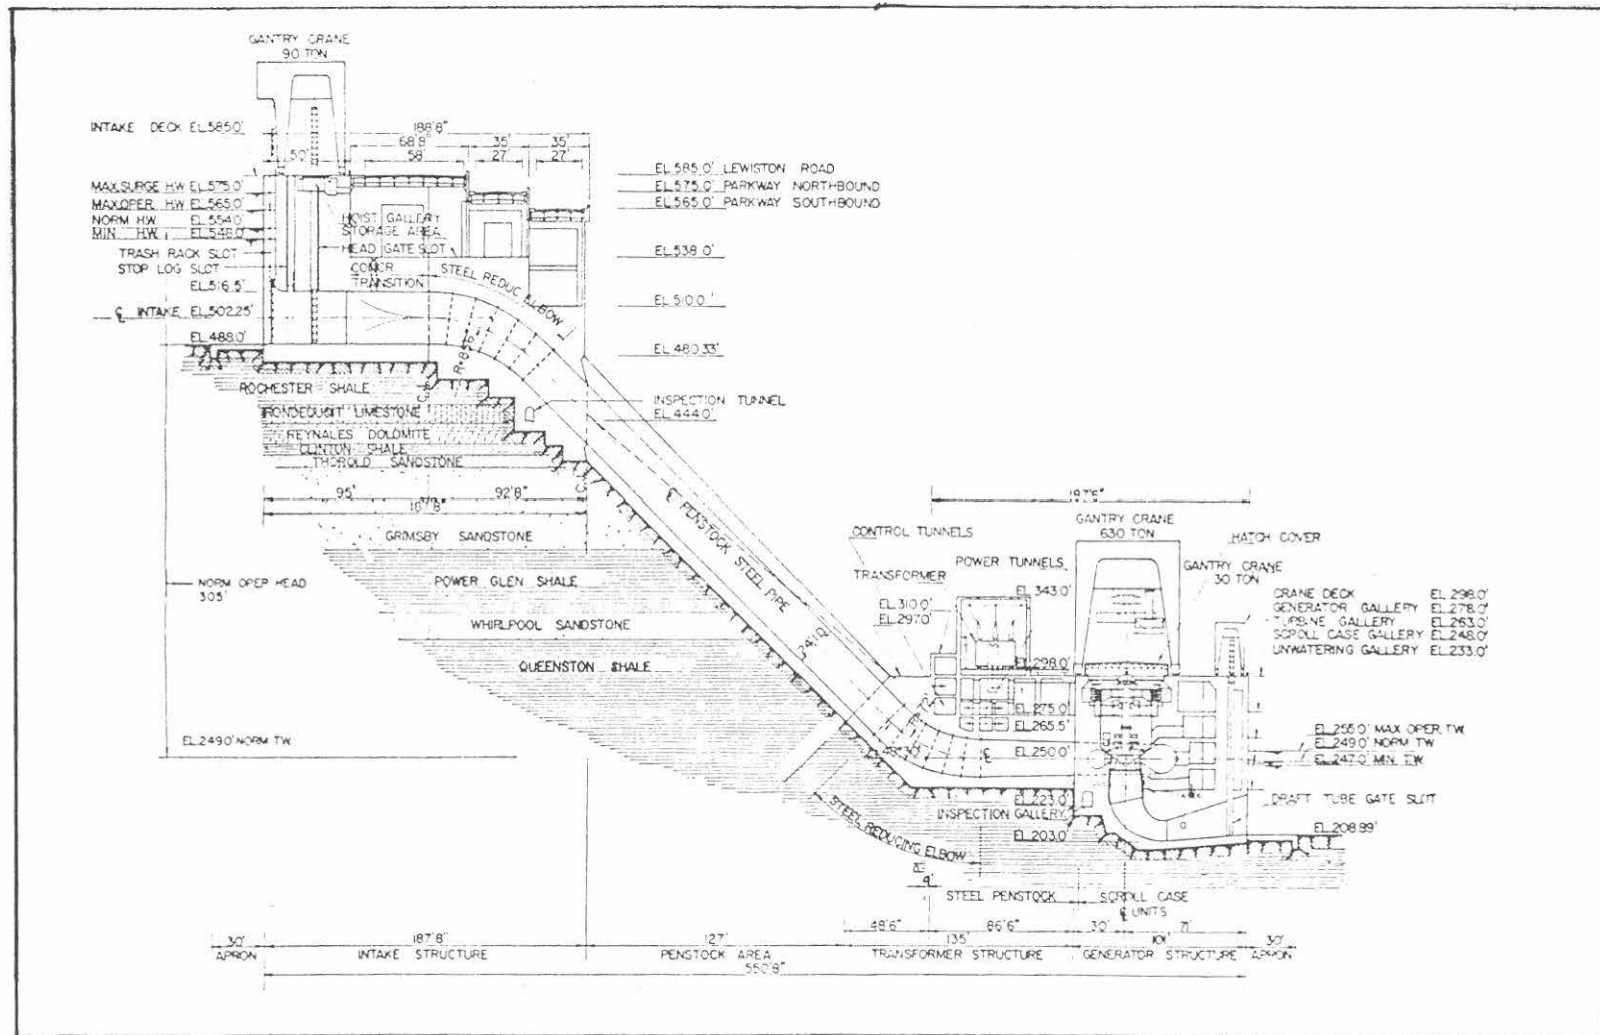 GANTRY CRANE
90 TON
INTAKE DECK EL.585.0'
188'8"
68'8"
35'
35'
50'
58'
27'
27'
MAX.SURGE H.W. EL.575.0'
MAX.OPER. H.W. EL.565.0'
NORM H.W. EL.554.0'
MIN. H.W. EL.548.0'
TRASH RACK SLOT
STOP LOG SLOT
EL.516.5'
℄ INTAKE EL.502.25'
EL.488.0'
HOIST GALLERY
STORAGE AREA
HEAD GATE SLOT
CONCR.
TRANSITION
STEEL REDUC ELBOW
EL.585.0' LEWISTON ROAD
EL.575.0' PARKWAY NORTHBOUND
EL.565.0' PARKWAY SOUTHBOUND
EL.538.0'
EL.510.0'
EL.480.33'
INSPECTION TUNNEL
EL.444.0'
ROCHESTER SHALE
IRONDEQUOIT LIMESTONE
REYNALES DOLOMITE
CLINTON SHALE
THOROLD SANDSTONE
95'
92'8"
GRIMSBY SANDSTONE
POWER GLEN SHALE
WHIRLPOOL SANDSTONE
QUEENSTON SHALE
NORM OPER HEAD
305'
EL.249.0' NORM T.W.
℄ PENSTOCK STEEL PIPE
CONTROL TUNNELS
TRANSFORMER
POWER TUNNELS
EL.343.0'
EL.310.0'
EL.297.0'
EL.298.0'
EL.275.0'
EL.265.5'
EL.250.0'
GANTRY CRANE
630 TON
HATCH COVER
GANTRY CRANE
30 TON
CRANE DECK EL.298.0'
GENERATOR GALLERY EL.278.0'
TURBINE GALLERY EL.263.0'
SCROLL CASE GALLERY EL.248.0'
UNWATERING GALLERY EL.233.0'
EL.255.0' MAX OPER. T.W.
EL.249.0' NORM T.W.
EL.247.0' MIN. T.W.
DRAFT TUBE GATE SLOT
EL.208.89'
EL.223.0'
INSPECTION GALLERY
EL.203.0'
STEEL REDUCING ELBOW
STEEL PENSTOCK
SCROLL CASE
℄ UNITS
48'6"
86'6"
30'
71'
30'
187'8"
127'
135'
101'
30'
APRON
INTAKE STRUCTURE
PENSTOCK AREA
TRANSFORMER STRUCTURE
GENERATOR STRUCTURE
APRON
550'8"